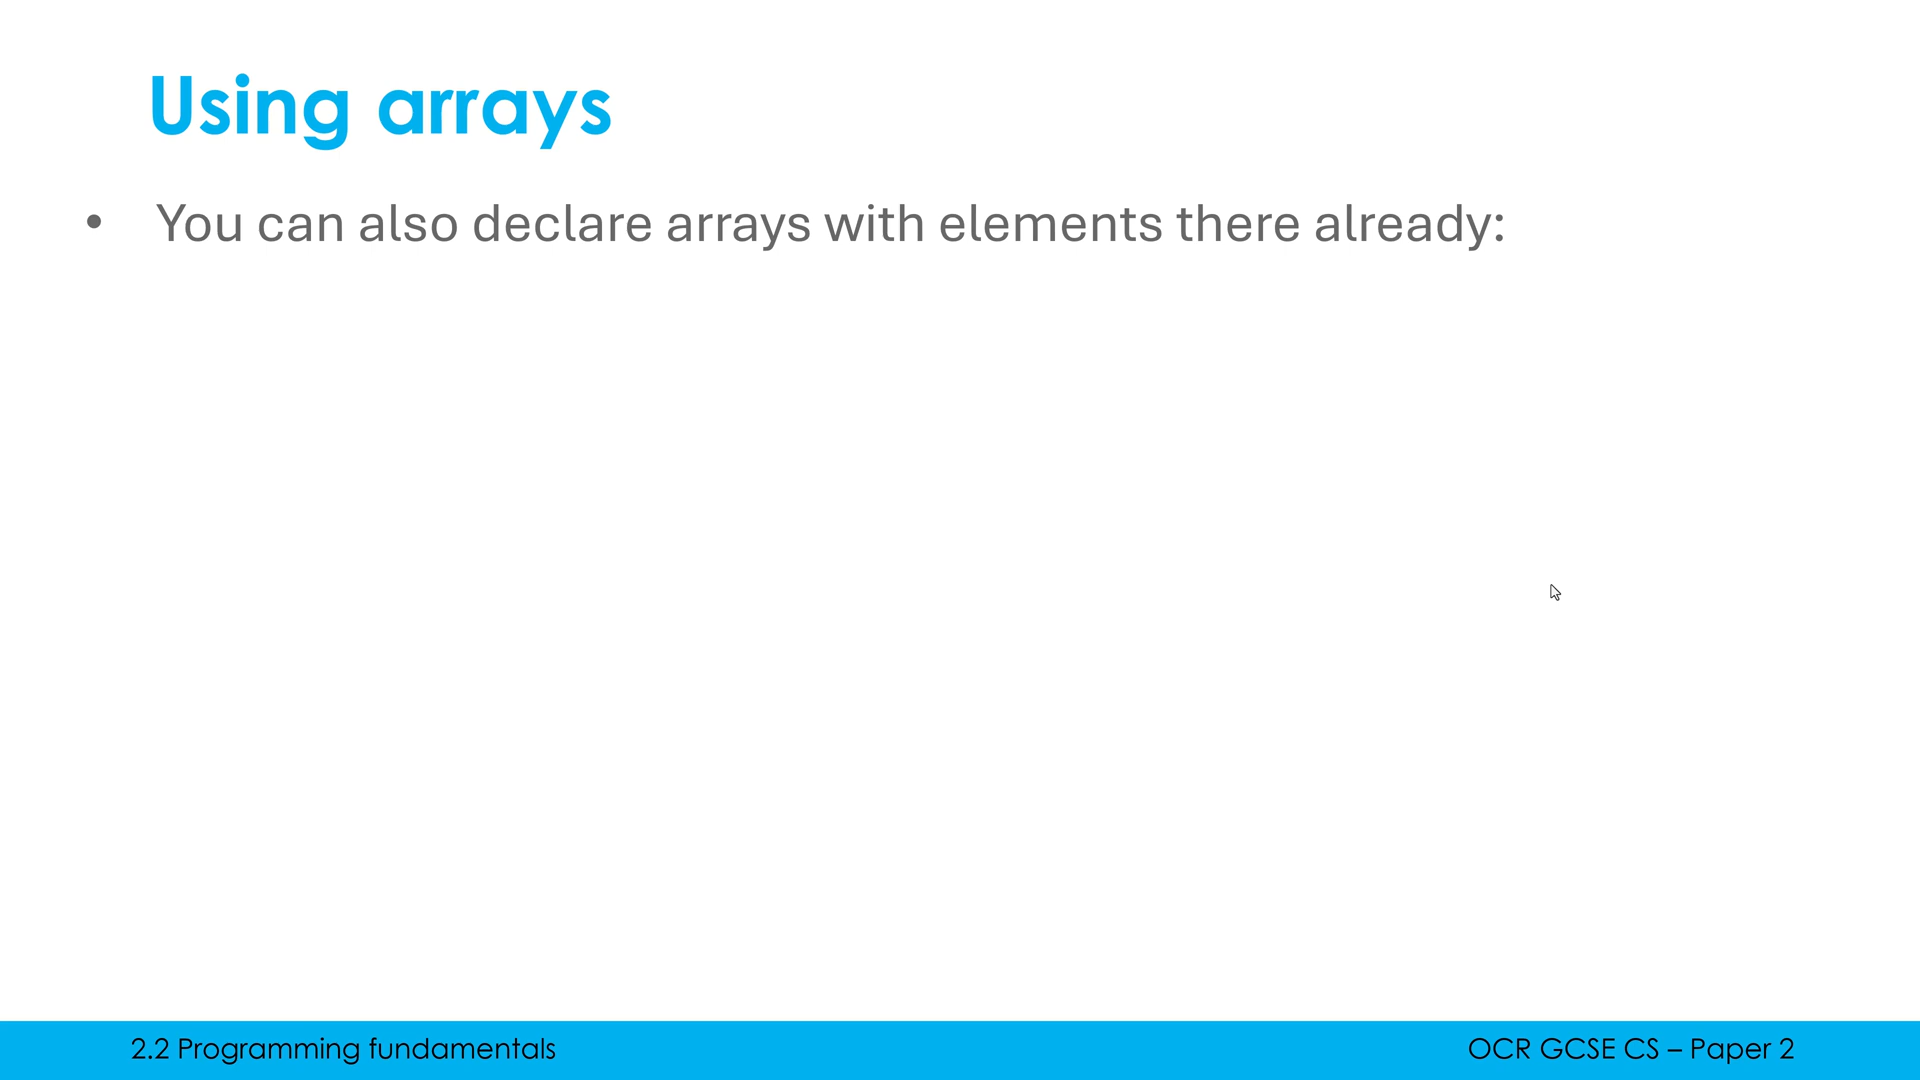 Using arrays
• You can also declare arrays with elements there already:
2.2 Programming fundamentals
OCR GCSE CS – Paper 2